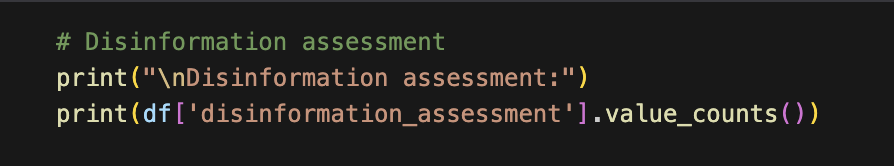 # Disinformation assessment
print("\nDisinformation assessment:")
print(df['disinformation_assessment'].value_counts())